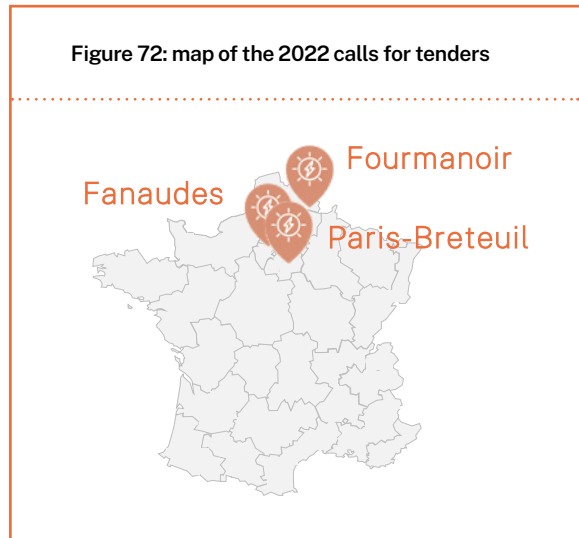 Figure 72: map of the 2022 calls for tenders
Fourmanoir
Fanaudes
Paris-Breteuil